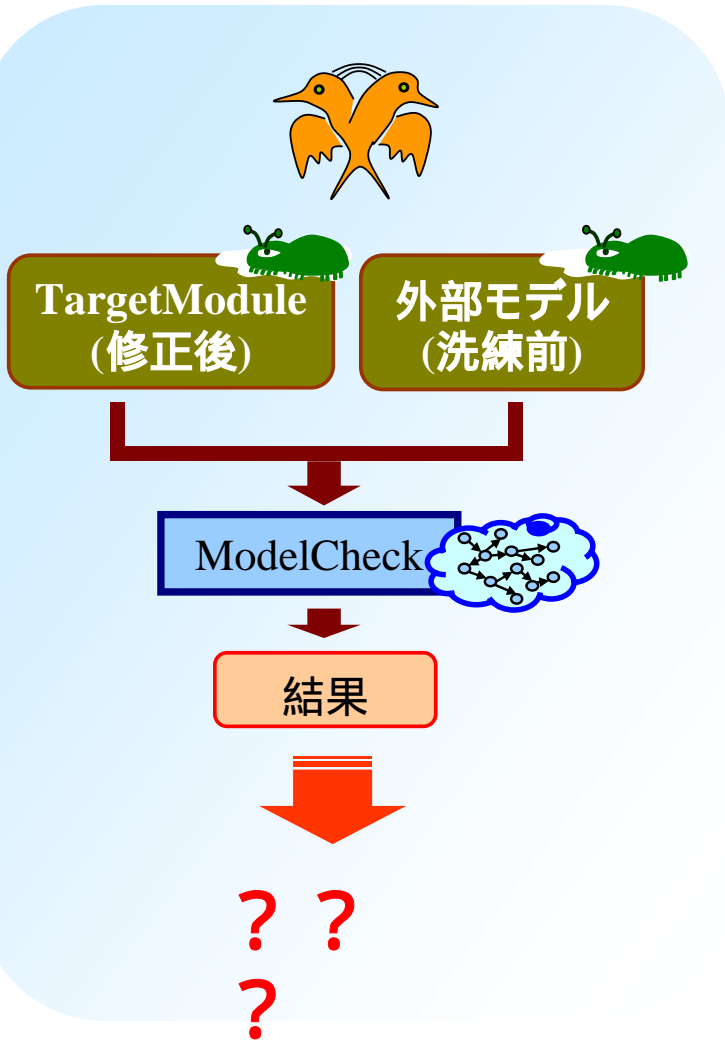 TargetModule
(修正後)
外部モデル
(洗練前)
ModelCheck
結果
？？
？